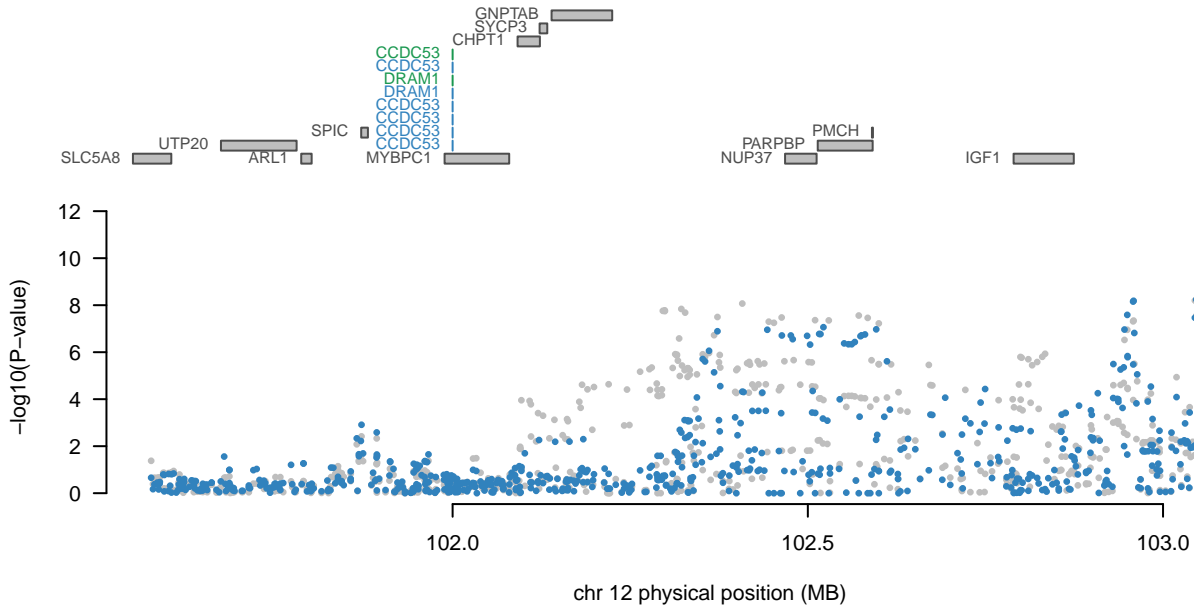 GNPTAB
SYCP3
CHPT1
CCDC53
CCDC53
DRAM1
DRAM1
CCDC53
CCDC53
SPIC CCDC53 PMCH
UTP20 CCDC53 PARPBP
SLC5A8 ARL1 MYBPC1 NUP37 IGF1
12
10
8
6
4
2
0
−log10(P−value)
102.0 102.5 103.0
chr 12 physical position (MB)